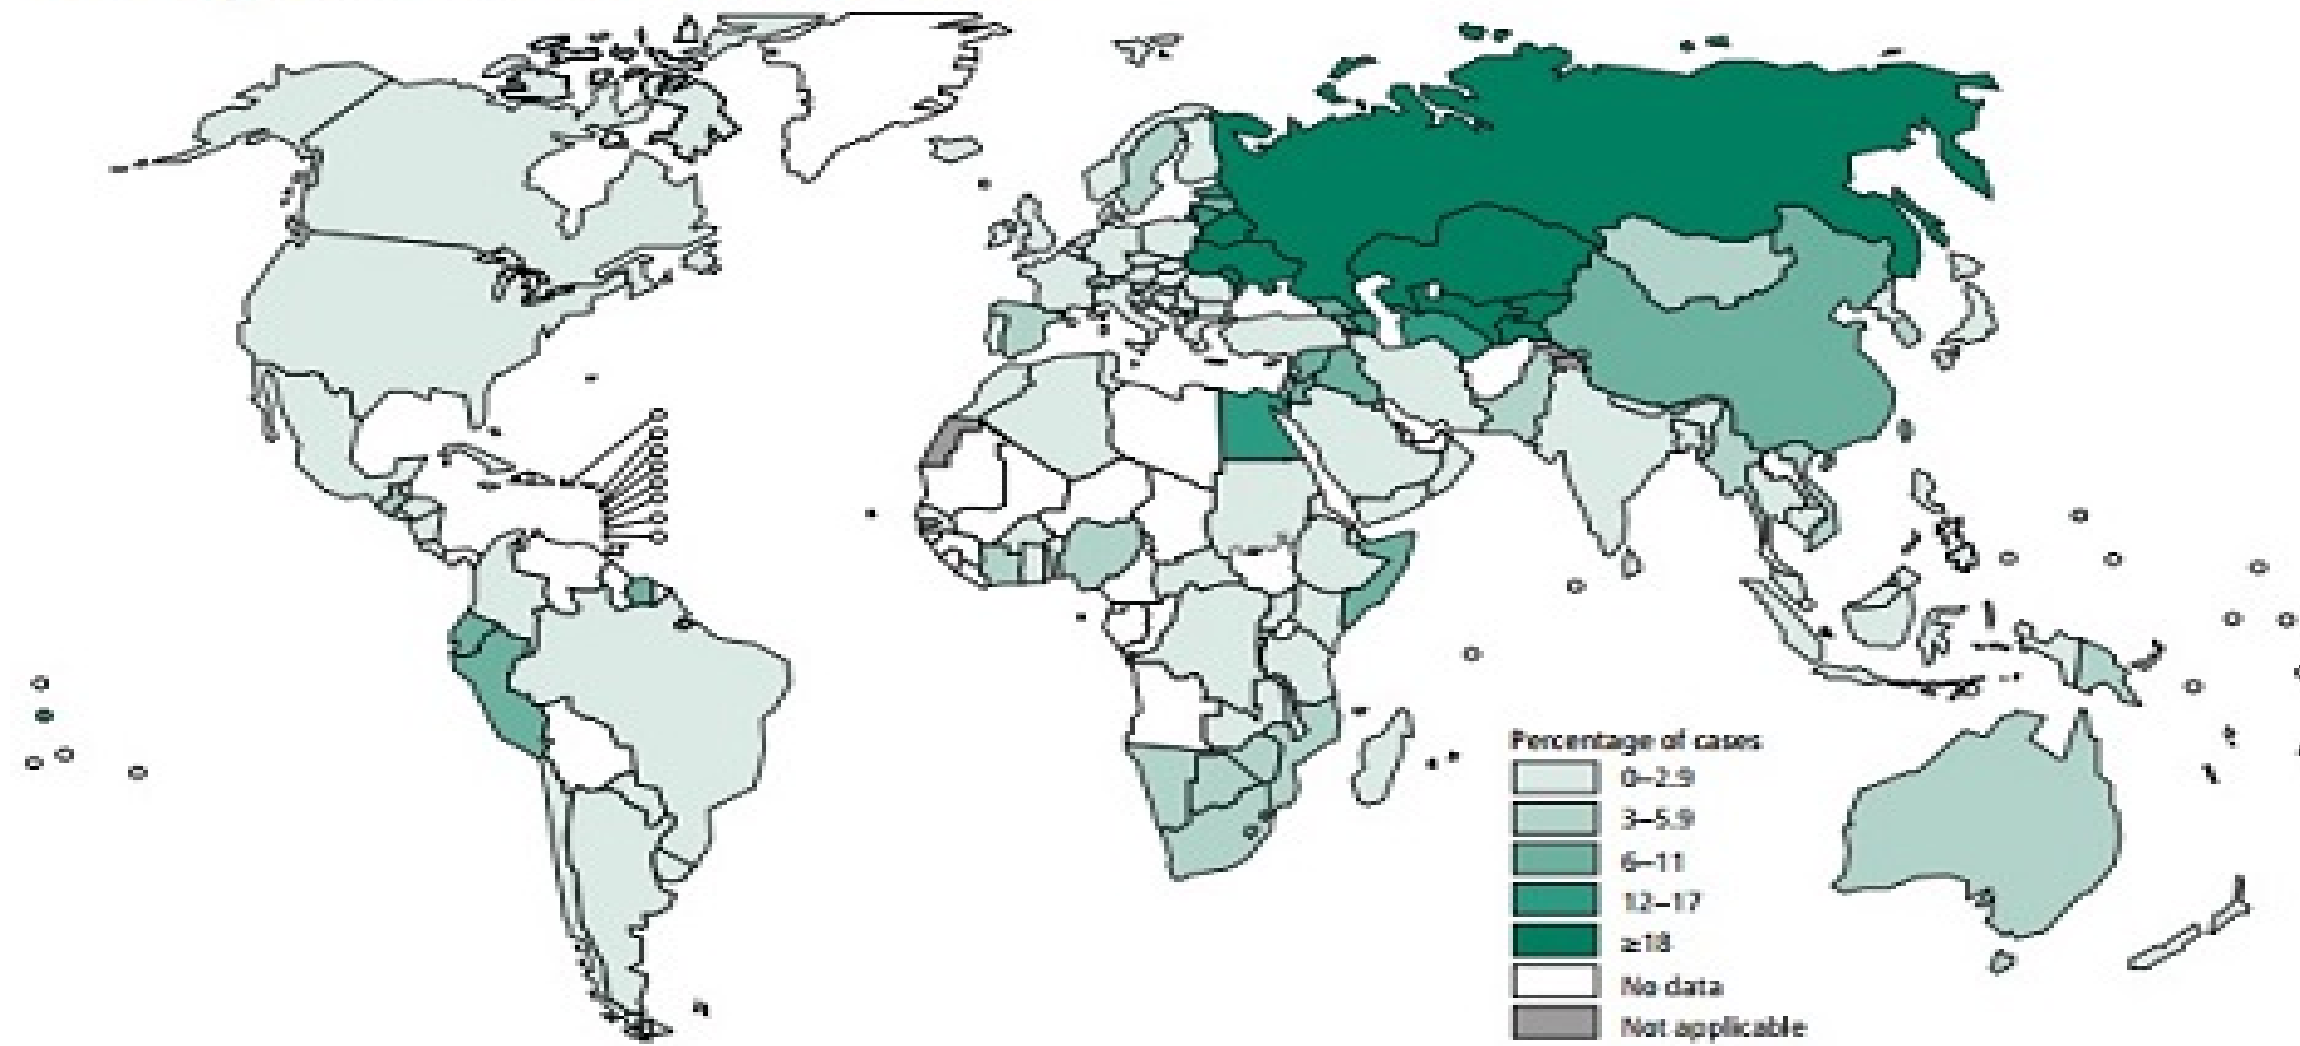 Percentage of cases
0–2.9
3–5.9
6–11
12–17
≥18
No data
Not applicable